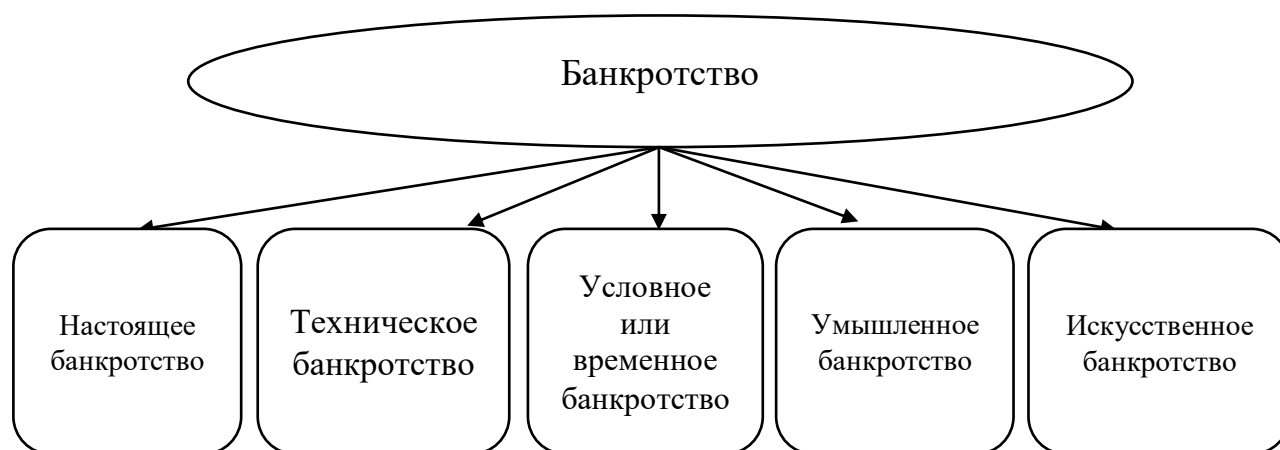 Банкротство
Настоящее
банкротство
Техническое
банкротство
Условное
или
временное
банкротство
Умышленное
банкротство
Искусственное
банкротство